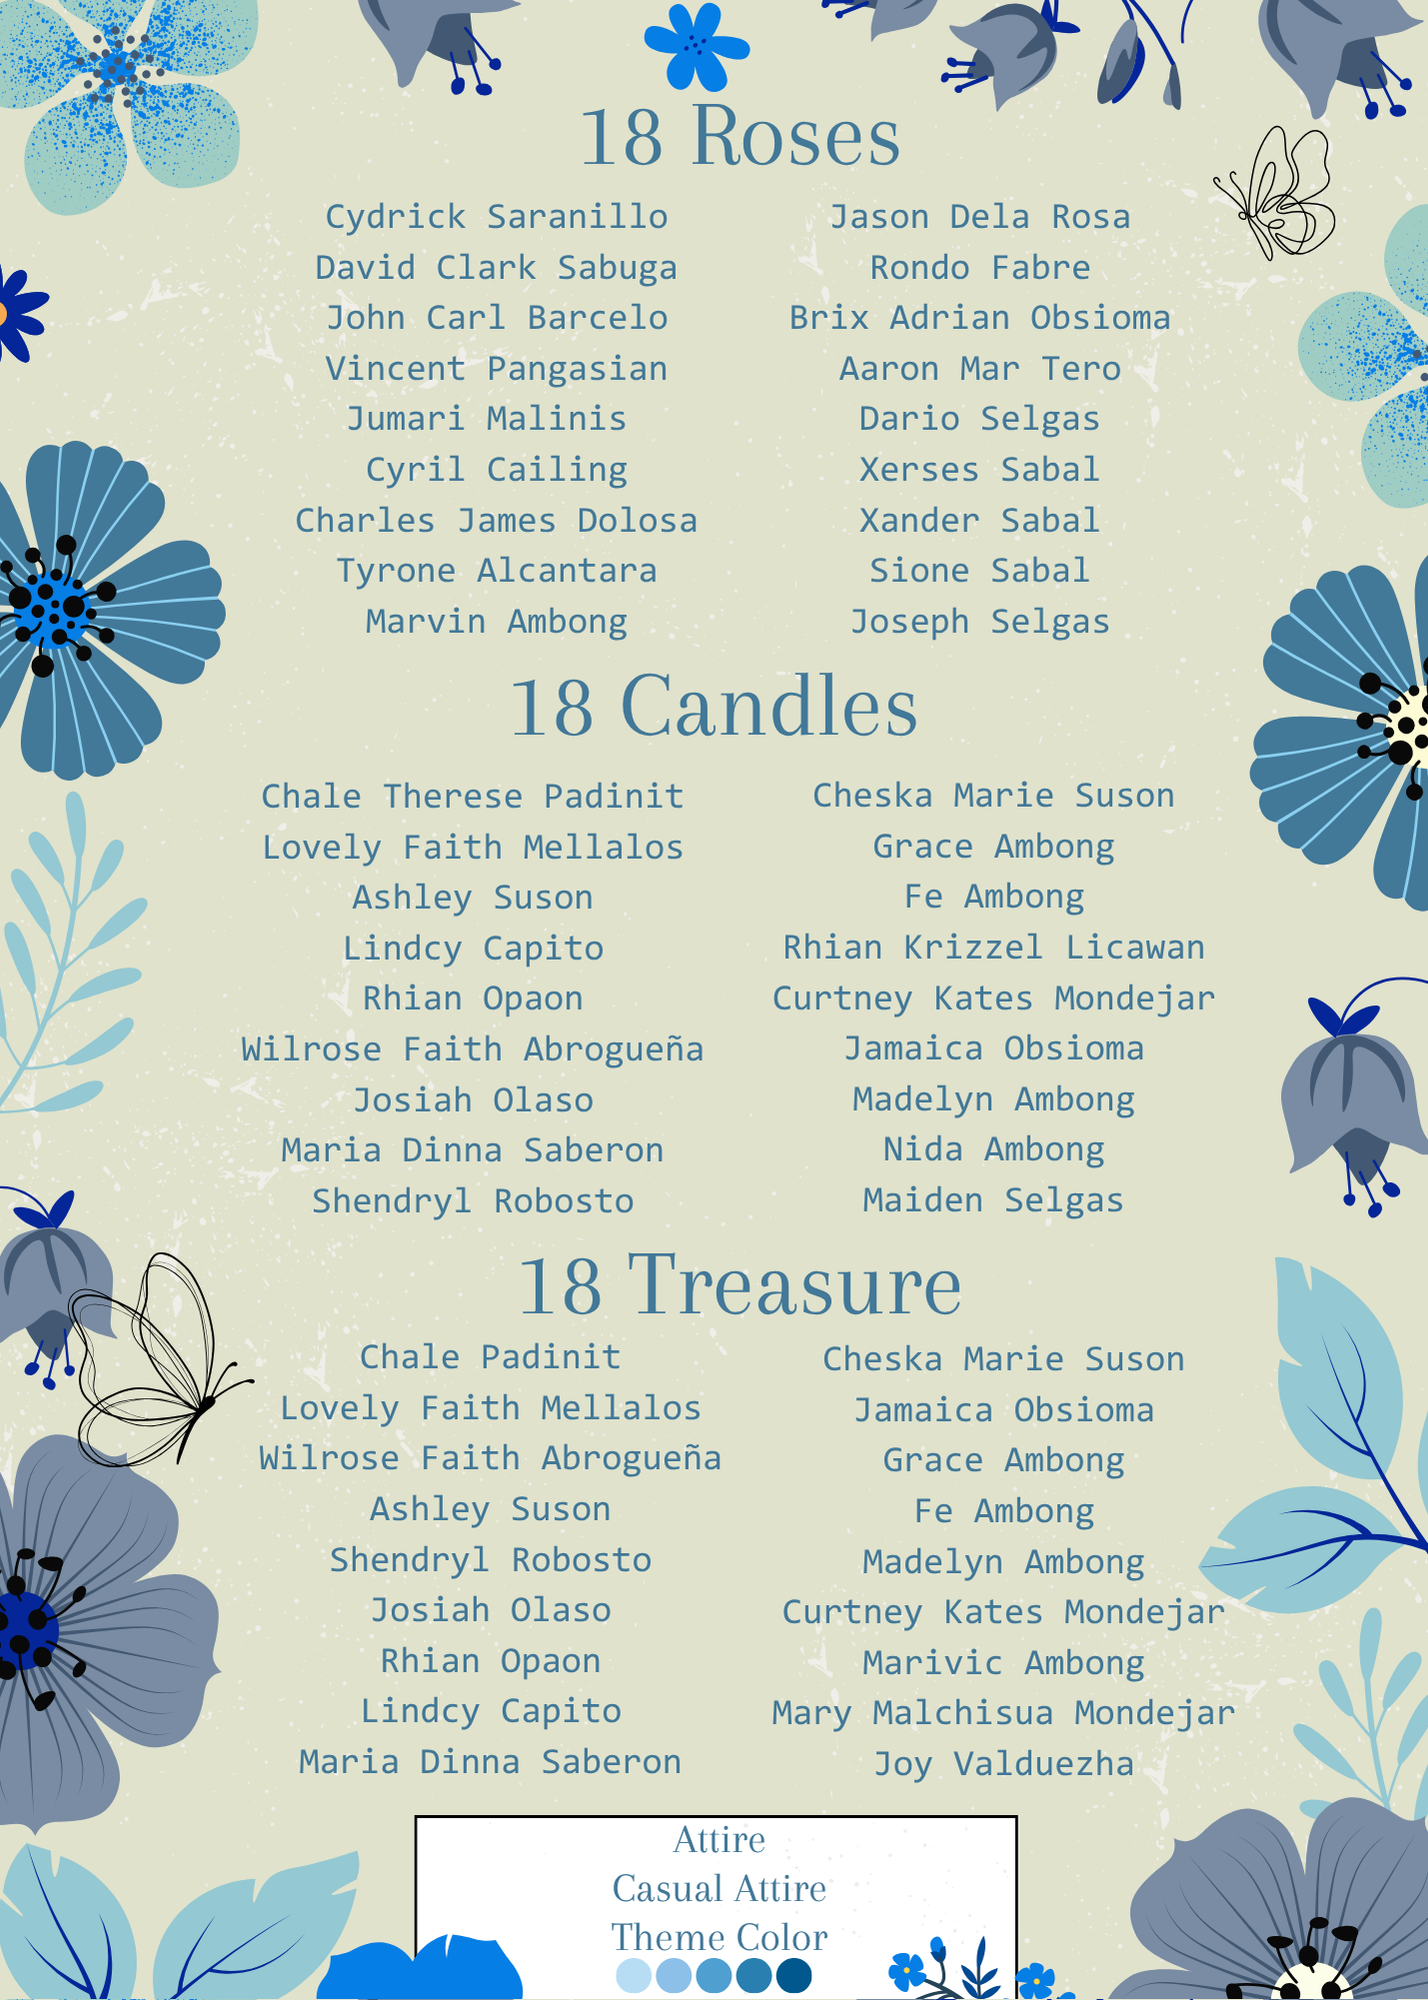 18 Roses
Cydrick Saranillo
David Clark Sabuga
John Carl Barcelo
Vincent Pangasian
Jumari Malinis
Cyril Cailing
Charles James Dolosa
Tyrone Alcantara
Marvin Ambong
Jason Dela Rosa
Rondo Fabre
Brix Adrian Obsioma
Aaron Mar Tero
Dario Selgas
Xerses Sabal
Xander Sabal
Sione Sabal
Joseph Selgas
18 Candles
Chale Therese Padinit
Lovely Faith Mellalos
Ashley Suson
Lindcy Capito
Rhian Opaon
Wilrose Faith Abrogueña
Josiah Olaso
Maria Dinna Saberon
Shendryl Robosto
Cheska Marie Suson
Grace Ambong
Fe Ambong
Rhian Krizzel Licawan
Curtney Kates Mondejar
Jamaica Obsioma
Madelyn Ambong
Nida Ambong
Maiden Selgas
18 Treasure
Chale Padinit
Lovely Faith Mellalos
Wilrose Faith Abrogueña
Ashley Suson
Shendryl Robosto
Josiah Olaso
Rhian Opaon
Lindcy Capito
Maria Dinna Saberon
Cheska Marie Suson
Jamaica Obsioma
Grace Ambong
Fe Ambong
Madelyn Ambong
Curtney Kates Mondejar
Marivic Ambong
Mary Malchisua Mondejar
Joy Valduezha
Attire
Casual Attire
Theme Color